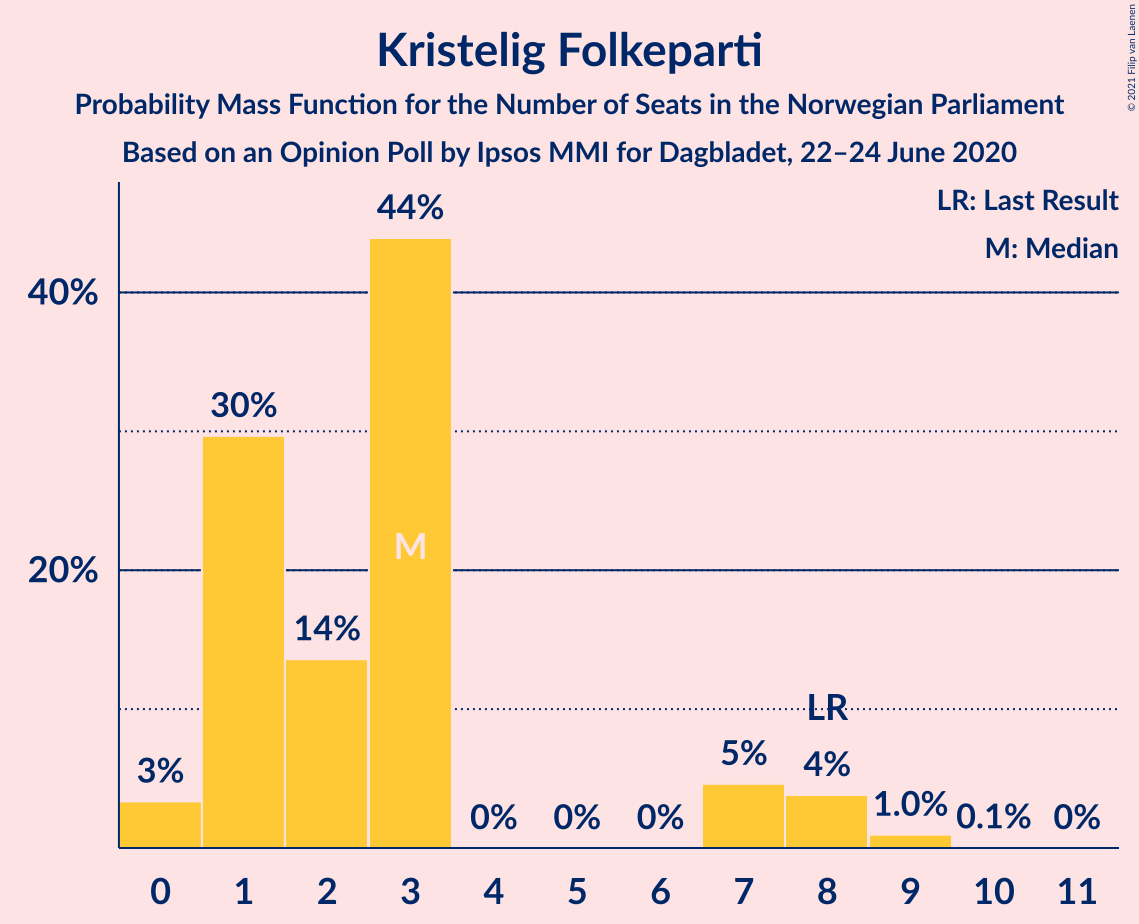 Kristelig Folkeparti
Probability Mass Function for the Number of Seats in the Norwegian Parliament
Based on an Opinion Poll by Ipsos MMI for Dagbladet, 22–24 June 2020
© 2021 Filip van Laenen
LR: Last Result
M: Median
40%
20%
3%
30%
14%
44%
M
0%
0%
0%
5%
LR
4%
1.0%
0.1%
0%
0 1 2 3 4 5 6 7 8 9 10 11